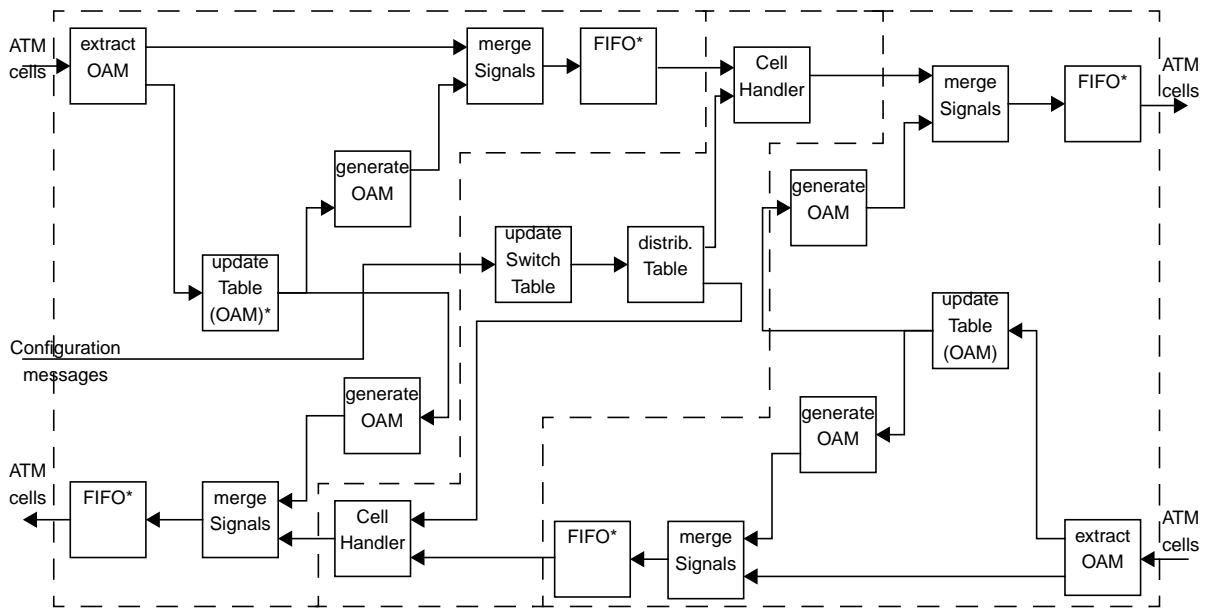 ATM
cells
extract
OAM
merge
Signals
FIFO*
Cell
Handler
merge
Signals
FIFO*
ATM
cells
generate
OAM
generate
OAM
update
Switch
Table
distrib.
Table
update
Table
(OAM)*
update
Table
(OAM)
Configuration
messages
generate
OAM
generate
OAM
ATM
cells
FIFO*
merge
Signals
Cell
Handler
FIFO*
merge
Signals
extract
OAM
ATM
cells